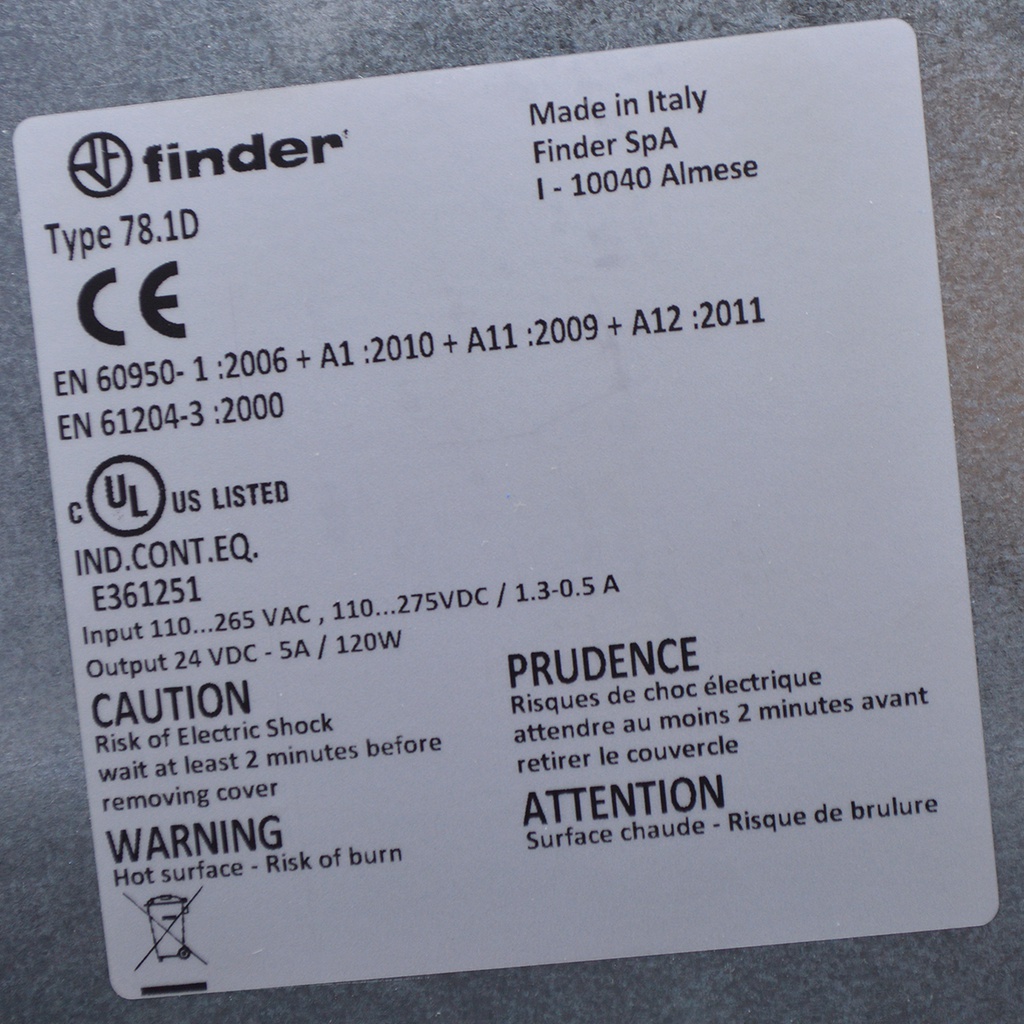 finder
Made in Italy
Finder SpA
I - 10040 Almese
Type 78.1D
CE
EN 60950- 1 :2006 + A1 :2010 + A11 :2009 + A12 :2011
EN 61204-3 :2000
C UL US LISTED
IND.CONT.EQ.
E361251
Input 110...265 VAC , 110...275VDC / 1.3-0.5 A
Output 24 VDC - 5A / 120W
CAUTION
Risk of Electric Shock
wait at least 2 minutes before
removing cover
WARNING
Hot surface - Risk of burn
PRUDENCE
Risques de choc électrique
attendre au moins 2 minutes avant
retirer le couvercle
ATTENTION
Surface chaude - Risque de brulure